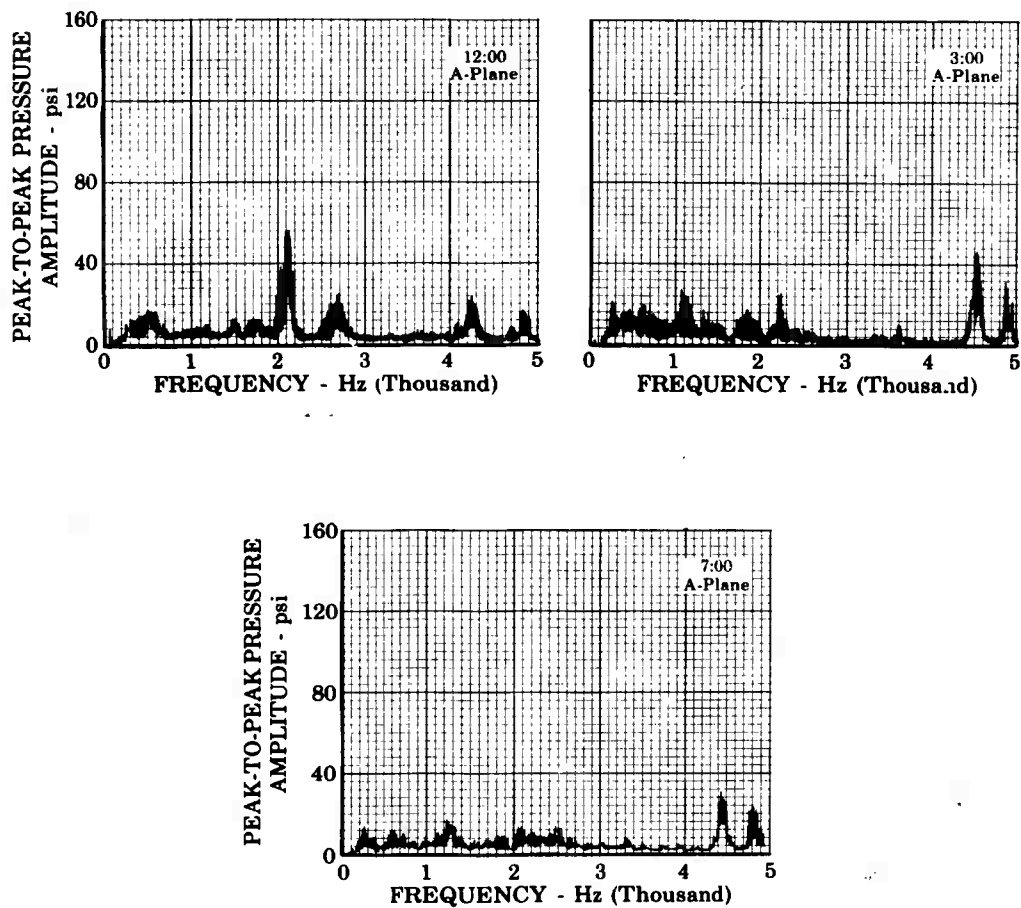 PEAK-TO-PEAK PRESSURE
AMPLITUDE - psi
160
120
80
40
0
12:00
A-Plane
0 1 2 3 4 5
FREQUENCY - Hz (Thousand)
3:00
A-Plane
0 1 2 3 4 5
FREQUENCY - Hz (Thousand)
PEAK-TO-PEAK PRESSURE
AMPLITUDE - psi
160
120
80
40
0
7:00
A-Plane
0 1 2 3 4 5
FREQUENCY - Hz (Thousand)